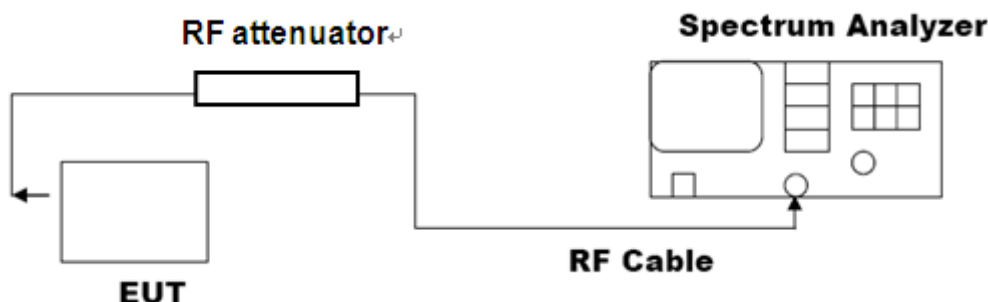 RF attenuator↵
Spectrum Analyzer
RF Cable
EUT